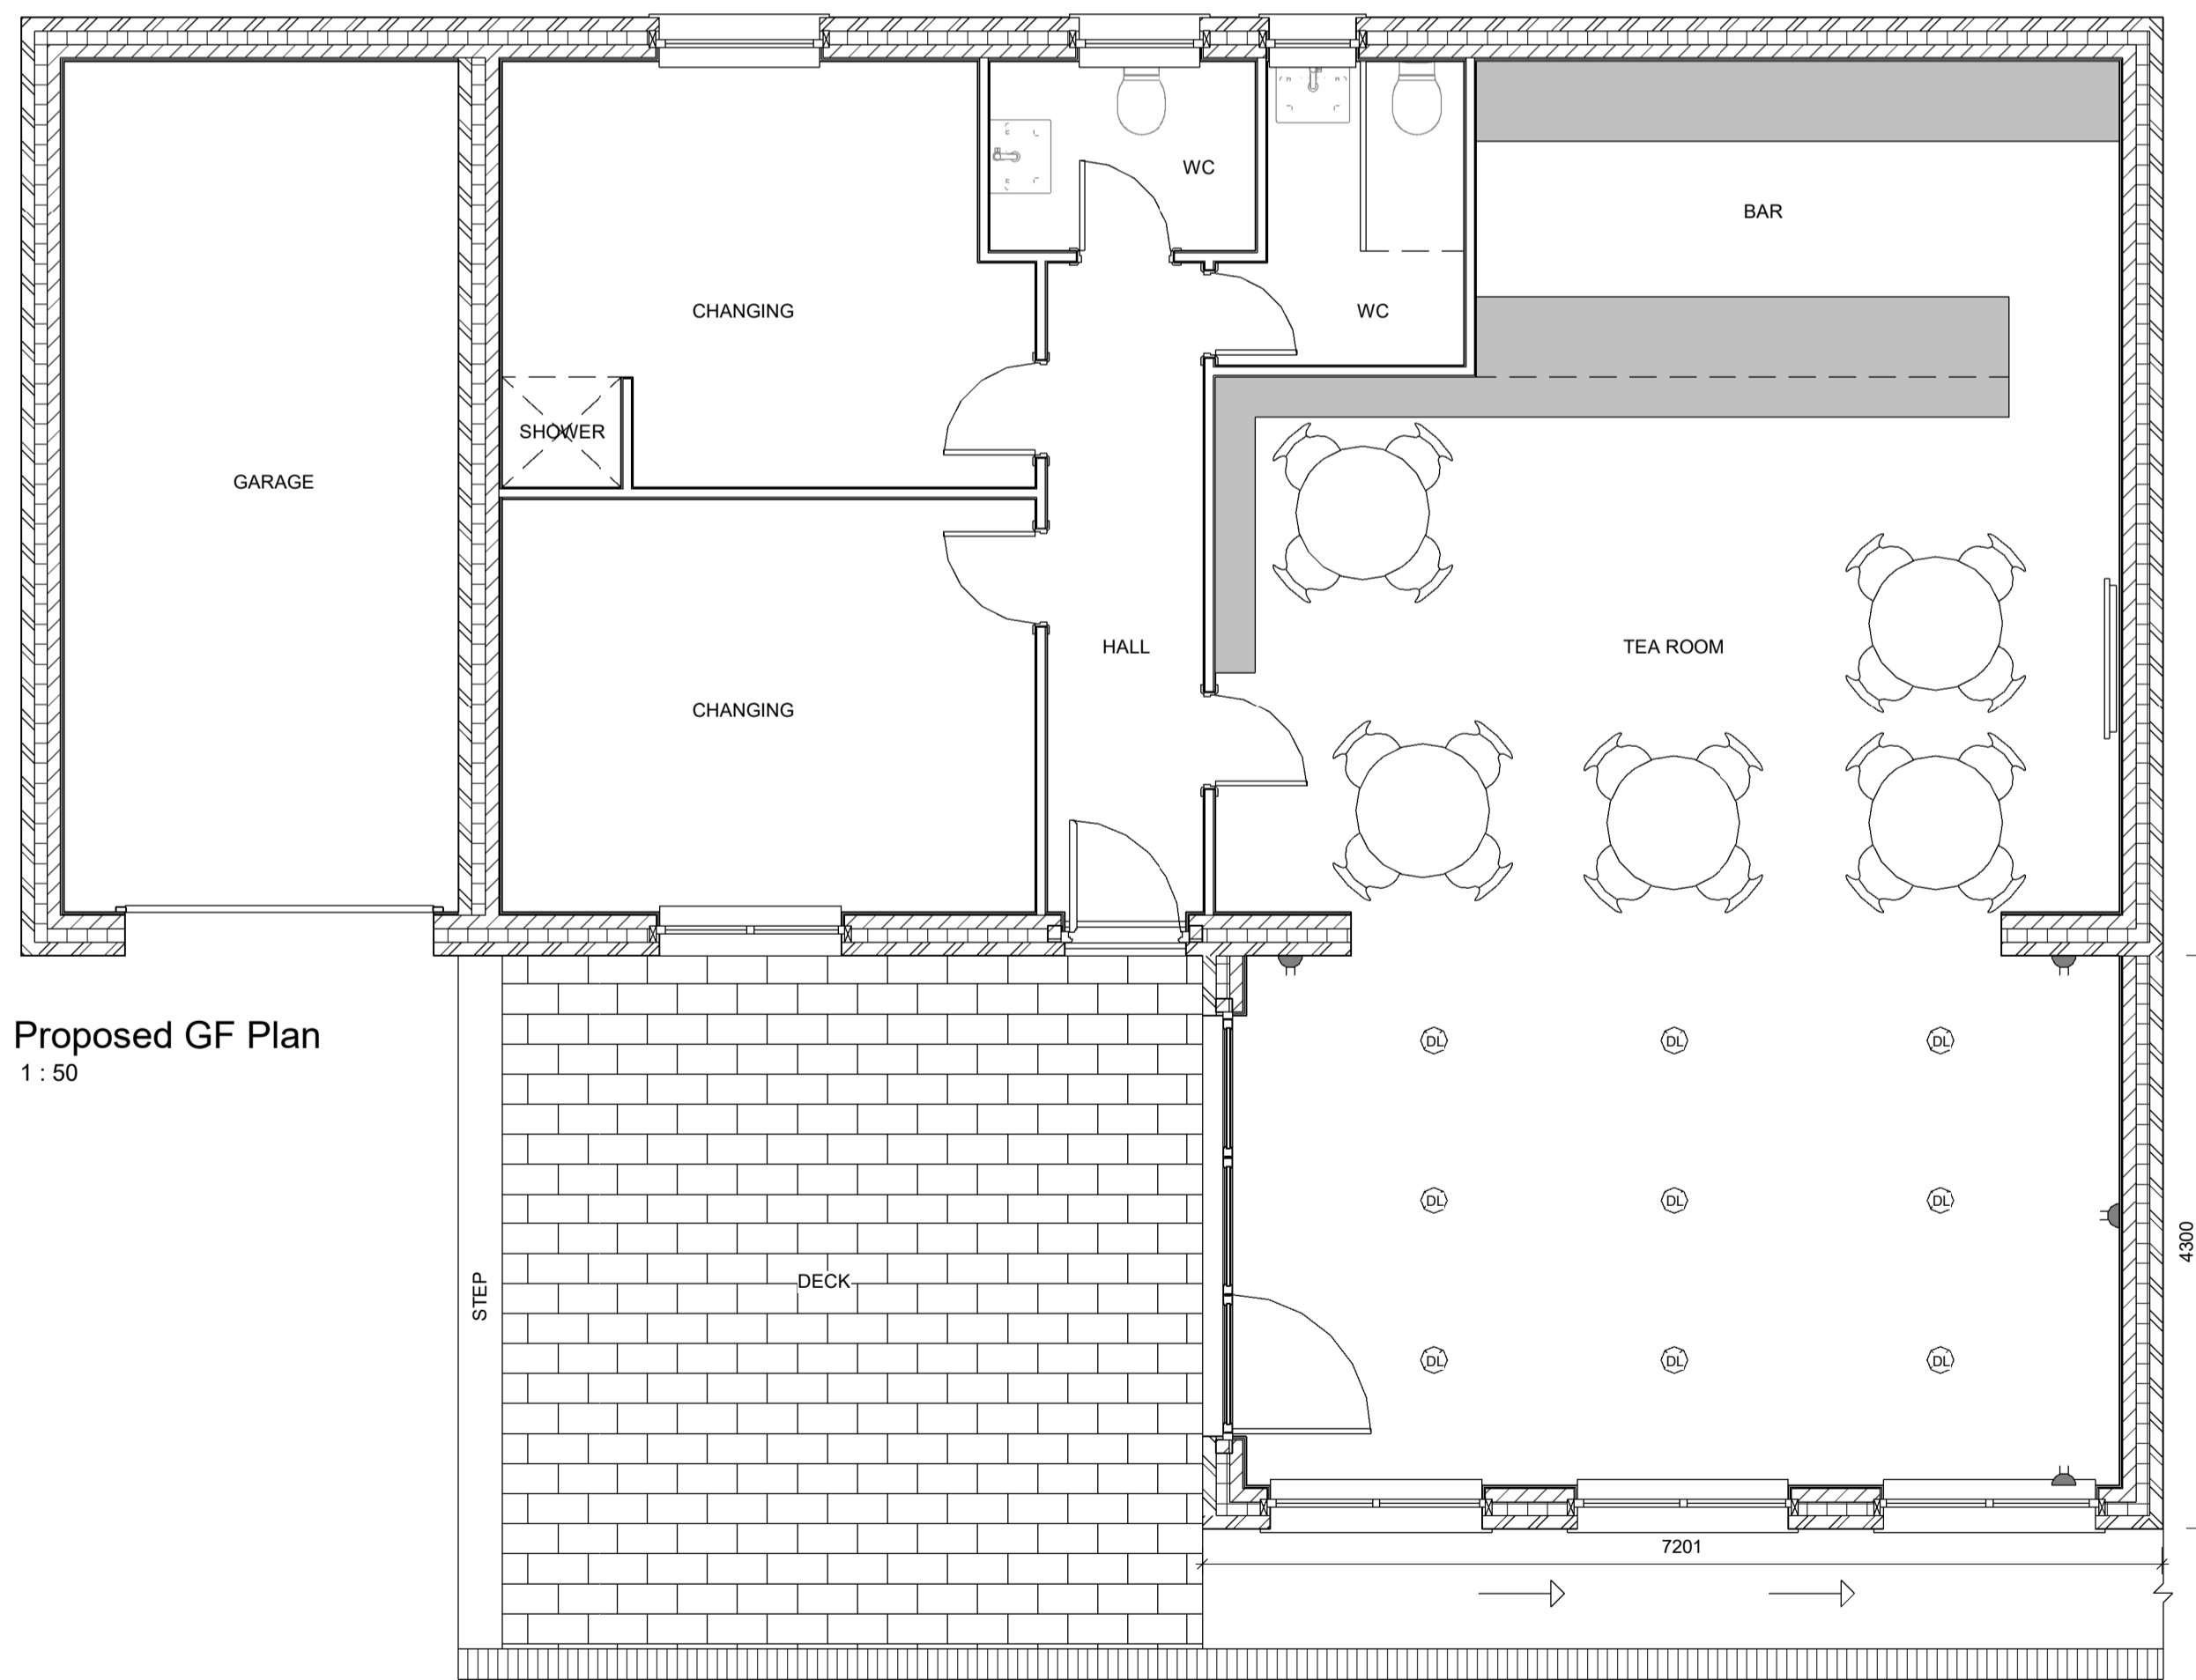 WC
BAR
CHANGING
WC
SHOWER
GARAGE
HALL
TEA ROOM
CHANGING
Proposed GF Plan
1 : 50
DL DL DL
DL DL DL
4300
STEP
DECK
DL DL DL
7201